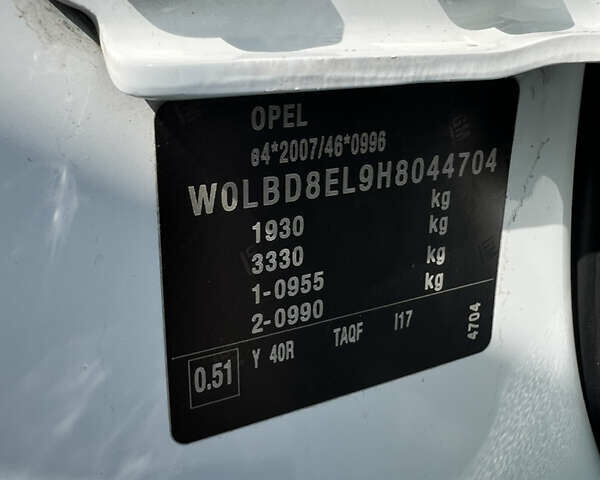 OPEL
e4*2007/46*0996
W0LBD8EL9H8044704
1930 kg
3330 kg
1-0955 kg
2-0990 kg
0.51 Y 40R TAQF I17 4704